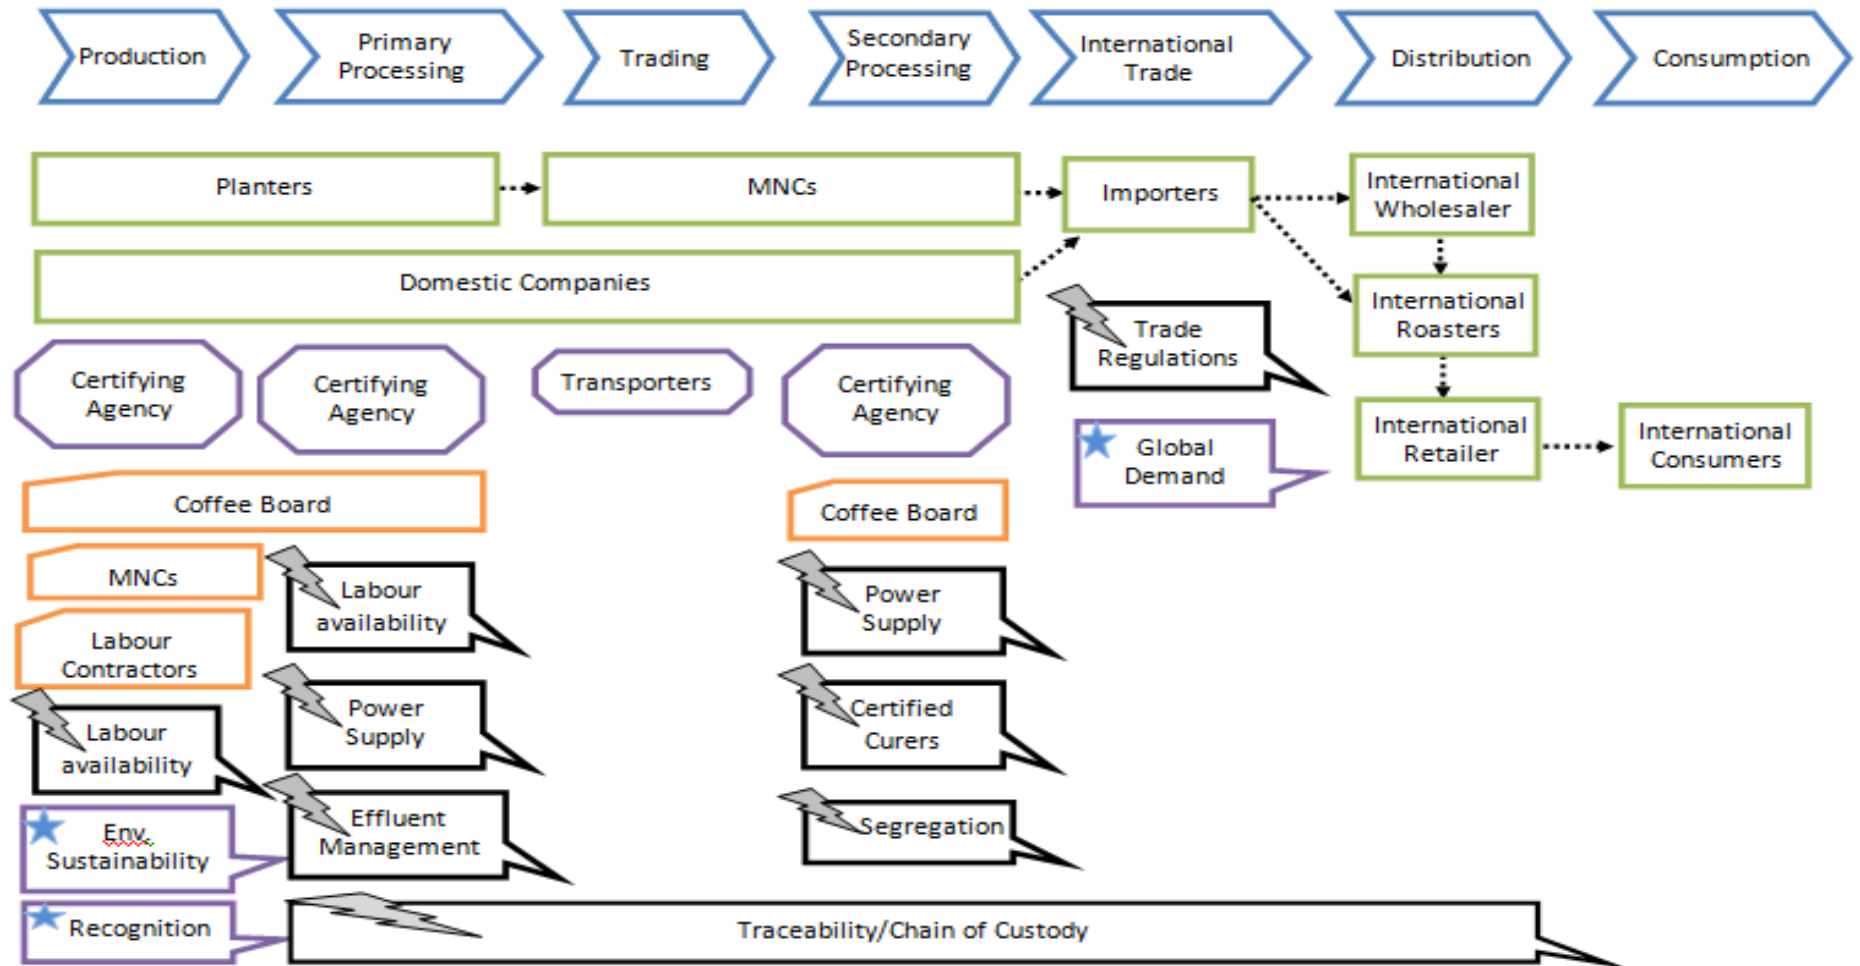 Production
Primary
Processing
Trading
Secondary
Processing
International
Trade
Distribution
Consumption
Planters
MNCs
Importers
International
Wholesaler
Domestic Companies
International
Roasters
Trade
Regulations
Certifying
Agency
Certifying
Agency
Transporters
Certifying
Agency
Global
Demand
International
Retailer
International
Consumers
Coffee Board
Coffee Board
MNCs
Labour
availability
Power
Supply
Labour
Contractors
Power
Supply
Certified
Curers
Labour
availability
Effluent
Management
Segregation
Env.
Sustainability
Recognition
Traceability/Chain of Custody